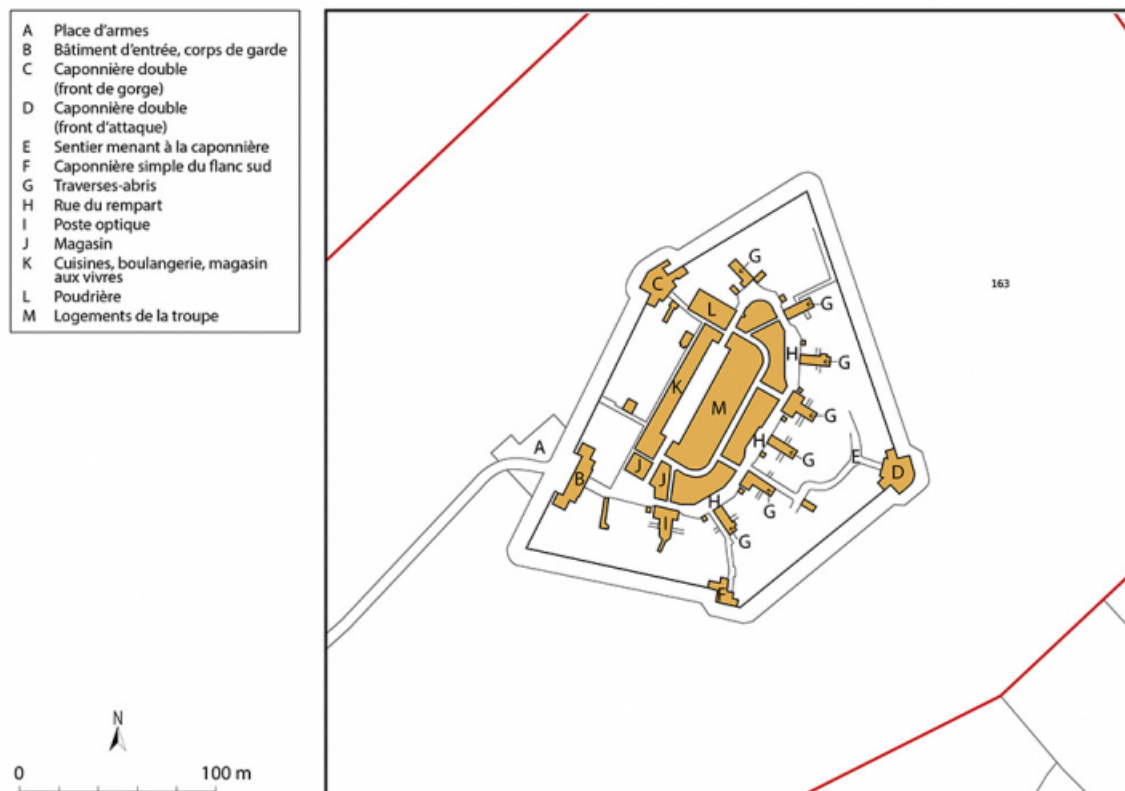 A Place d'armes
B Bâtiment d'entrée, corps de garde
C Caponnière double
(front de gorge)
D Caponnière double
(front d'attaque)
E Sentier menant à la caponnière
F Caponnière simple du flanc sud
G Traverses-abris
H Rue du rempart
I Poste optique
J Magasin
K Cuisines, boulangerie, magasin
aux vivres
L Poudrière
M Logements de la troupe
G
C
163
L
G
H
G
K
M
G
A
H
G
E
D
B
J
J
G
H
I
G
F
N
0 100 m